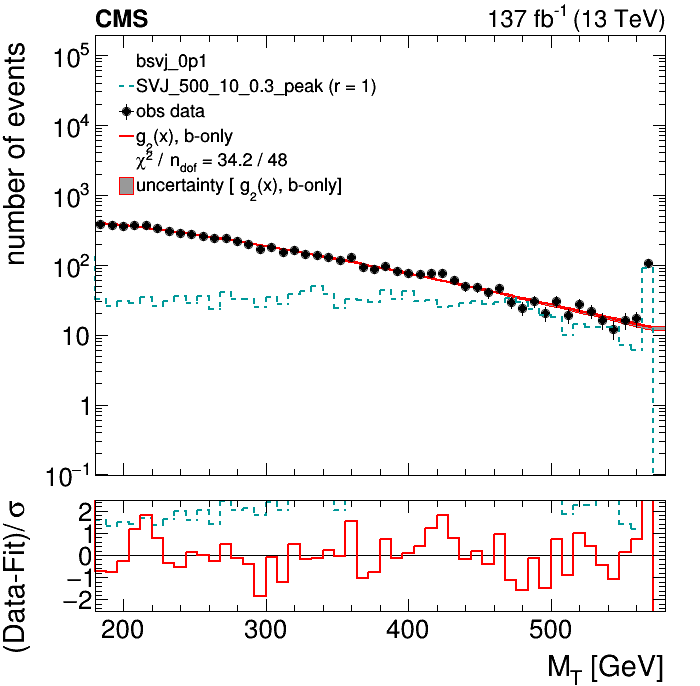 CMS 137 fb⁻¹ (13 TeV)
number of events
10⁵
10⁴
10³
10²
10
1
10⁻¹
bsvj_0p1
SVJ_500_10_0.3_peak (r = 1)
obs data
g₂(x), b-only
χ² / n_dof = 34.2 / 48
uncertainty [ g₂(x), b-only]
(Data-Fit)/ σ
2
1
0
−1
−2
200 300 400 500
M_T [GeV]